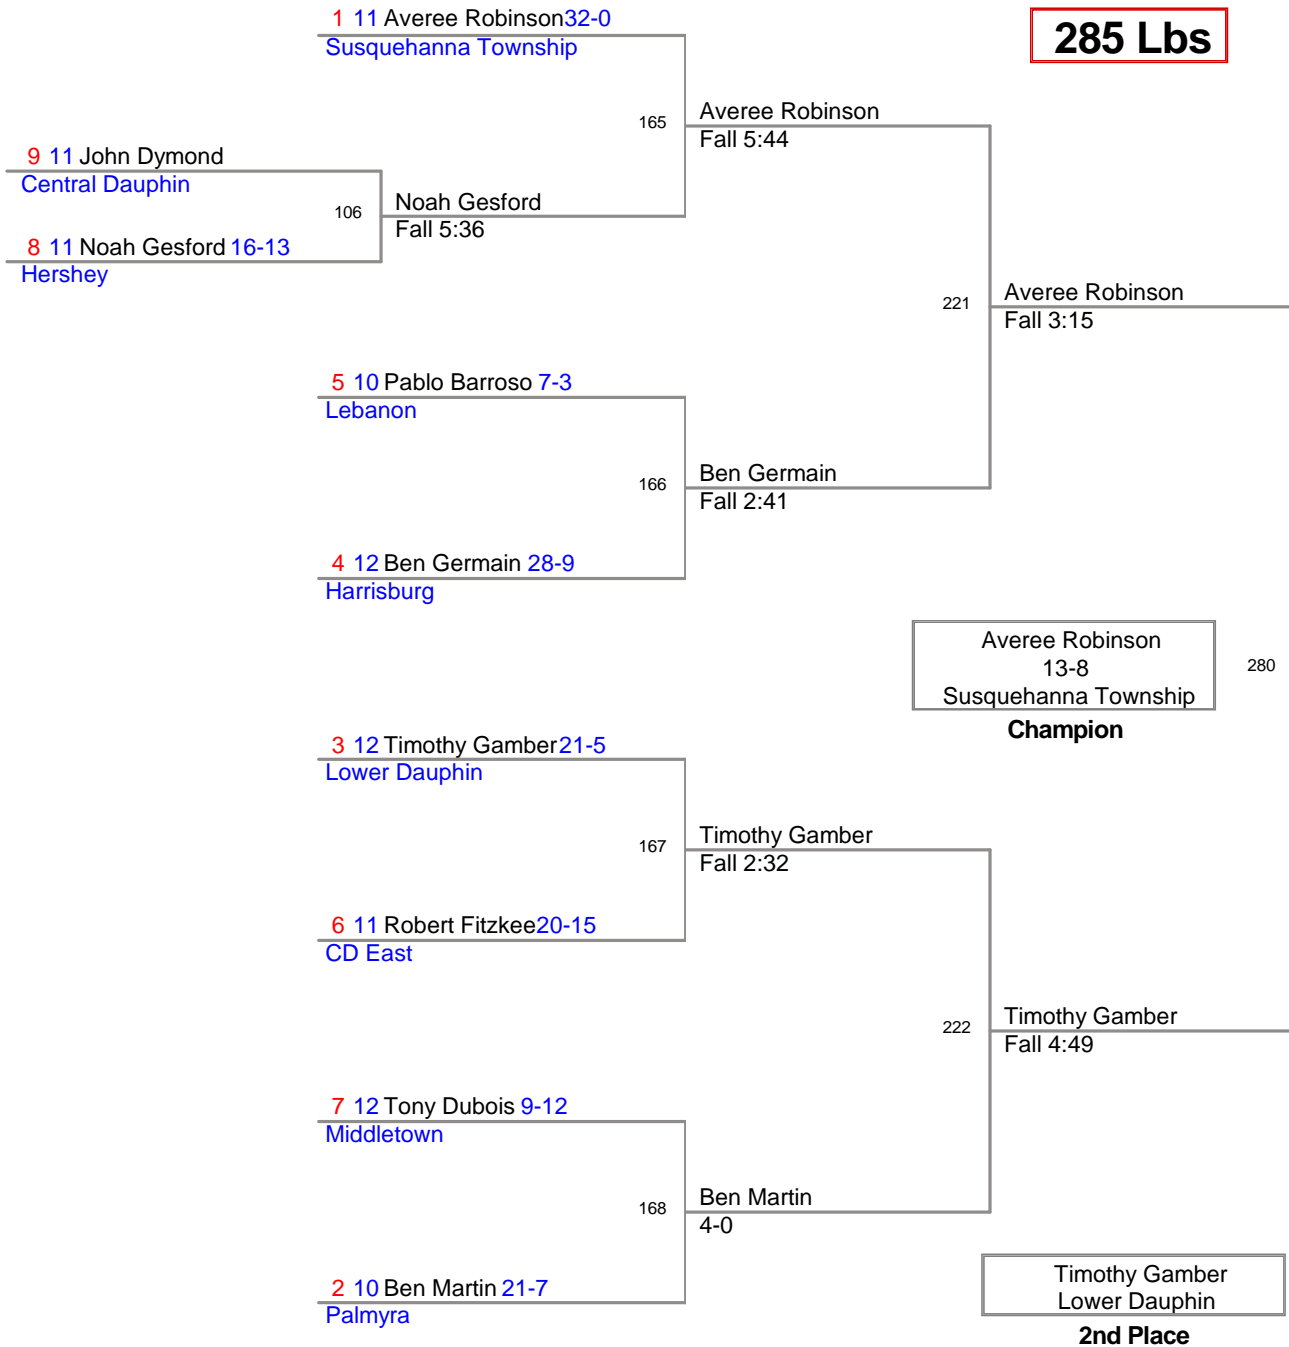 1 11 Averee Robinson 32-0
Susquehanna Township
285 Lbs
165
Averee Robinson
Fall 5:44
9 11 John Dymond
Central Dauphin
106
Noah Gesford
Fall 5:36
8 11 Noah Gesford 16-13
Hershey
221
Averee Robinson
Fall 3:15
5 10 Pablo Barroso 7-3
Lebanon
166
Ben Germain
Fall 2:41
4 12 Ben Germain 28-9
Harrisburg
Averee Robinson
13-8
Susquehanna Township
280
Champion
3 12 Timothy Gamber 21-5
Lower Dauphin
167
Timothy Gamber
Fall 2:32
6 11 Robert Fitzkee 20-15
CD East
222
Timothy Gamber
Fall 4:49
7 12 Tony Dubois 9-12
Middletown
168
Ben Martin
4-0
2 10 Ben Martin 21-7
Palmyra
Timothy Gamber
Lower Dauphin
2nd Place